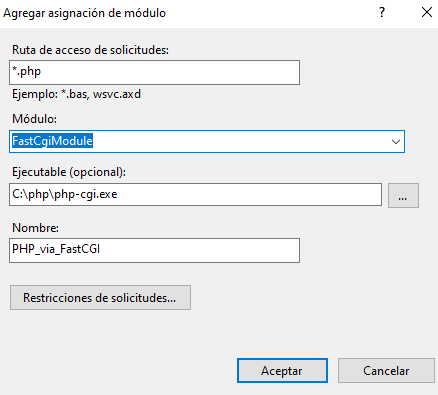 Agregar asignación de módulo
Ruta de acceso de solicitudes:
*.php
Ejemplo: *.bas, wsvc.axd
Módulo:
FastCgiModule
Ejecutable (opcional):
C:\php\php-cgi.exe
...
Nombre:
PHP_via_FastCGI
Restricciones de solicitudes...
Aceptar
Cancelar